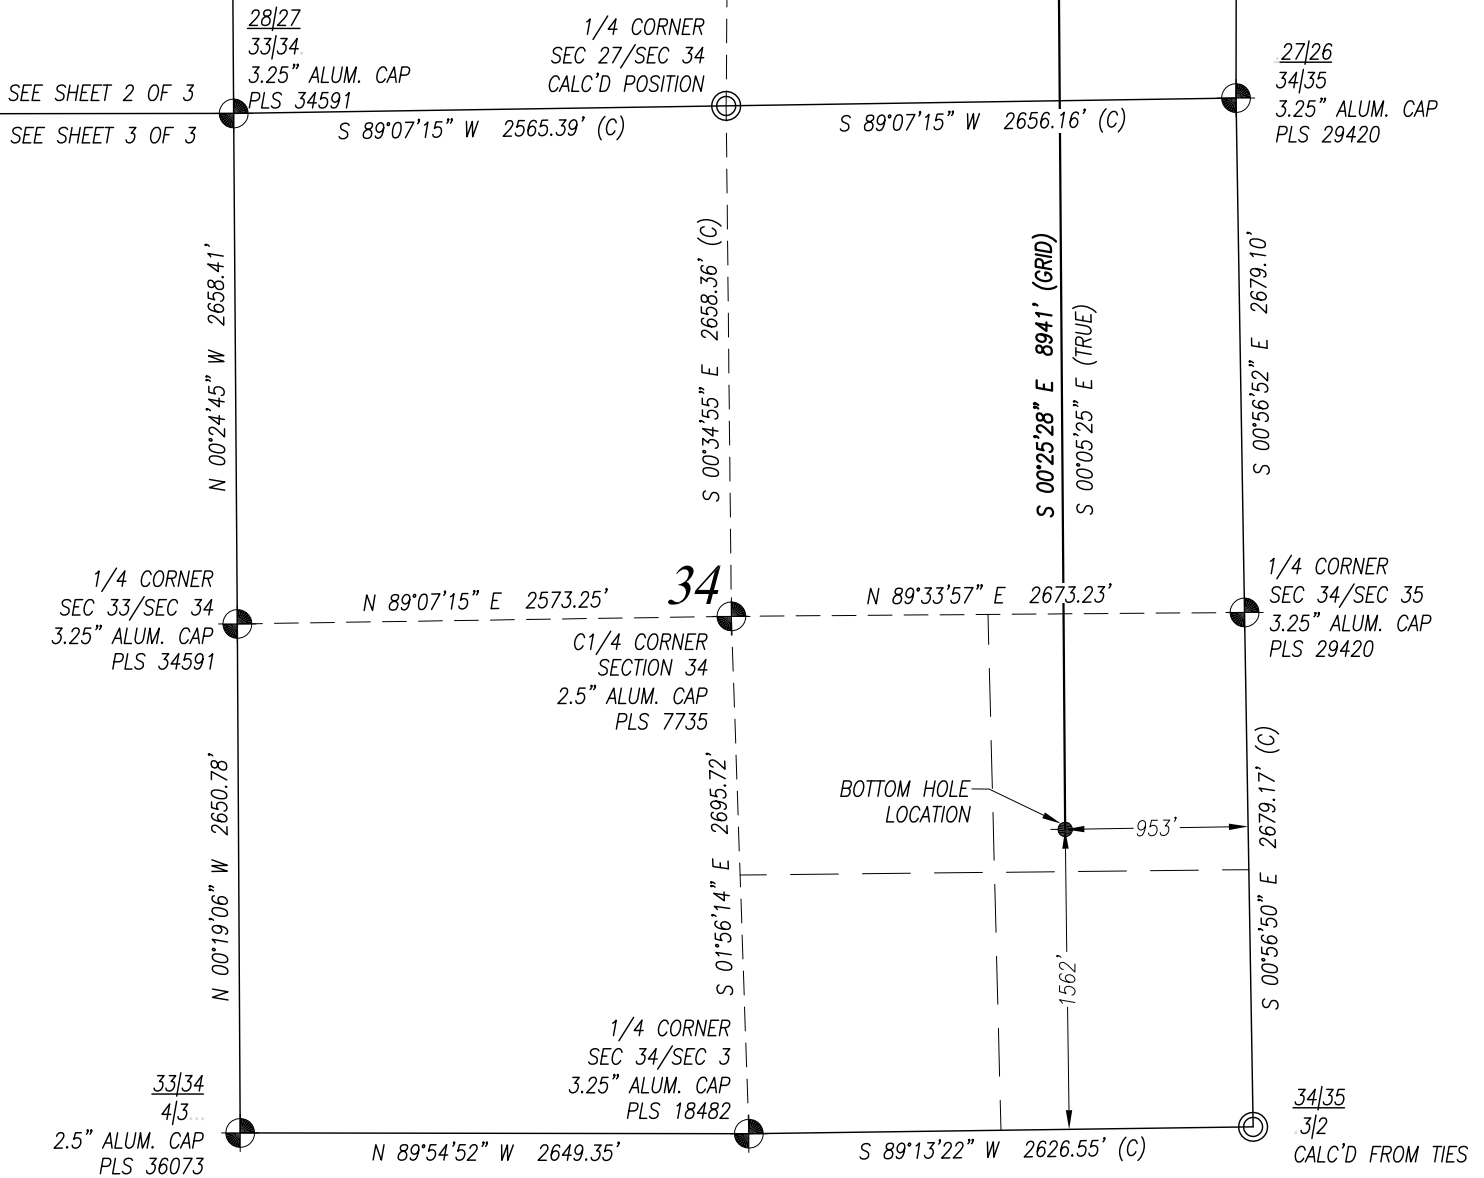 28|27
33|34
3.25" ALUM. CAP
PLS 34591
1/4 CORNER
SEC 27/SEC 34
CALC'D POSITION
27|26
34|35
3.25" ALUM. CAP
PLS 29420
SEE SHEET 2 OF 3
SEE SHEET 3 OF 3
S 89°07'15" W 2565.39' (C)
S 89°07'15" W 2656.16' (C)
N 00°24'45" W 2658.41'
S 00°34'55" E 2658.36' (C)
S 00°25'28" E 8941' (GRID)
S 00°05'25" E (TRUE)
S 00°56'52" E 2679.10'
1/4 CORNER
SEC 33/SEC 34
3.25" ALUM. CAP
PLS 34591
N 89°07'15" E 2573.25'
34
N 89°33'57" E 2673.23'
1/4 CORNER
SEC 34/SEC 35
3.25" ALUM. CAP
PLS 29420
C1/4 CORNER
SECTION 34
2.5" ALUM. CAP
PLS 7735
N 00°19'06" W 2650.78'
S 01°56'14" E 2695.72'
BOTTOM HOLE
LOCATION
953'
1562'
S 00°56'50" E 2679.17' (C)
1/4 CORNER
SEC 34/SEC 3
3.25" ALUM. CAP
PLS 18482
33|34
4|3
2.5" ALUM. CAP
PLS 36073
N 89°54'52" W 2649.35'
S 89°13'22" W 2626.55' (C)
34|35
3|2
CALC'D FROM TIES